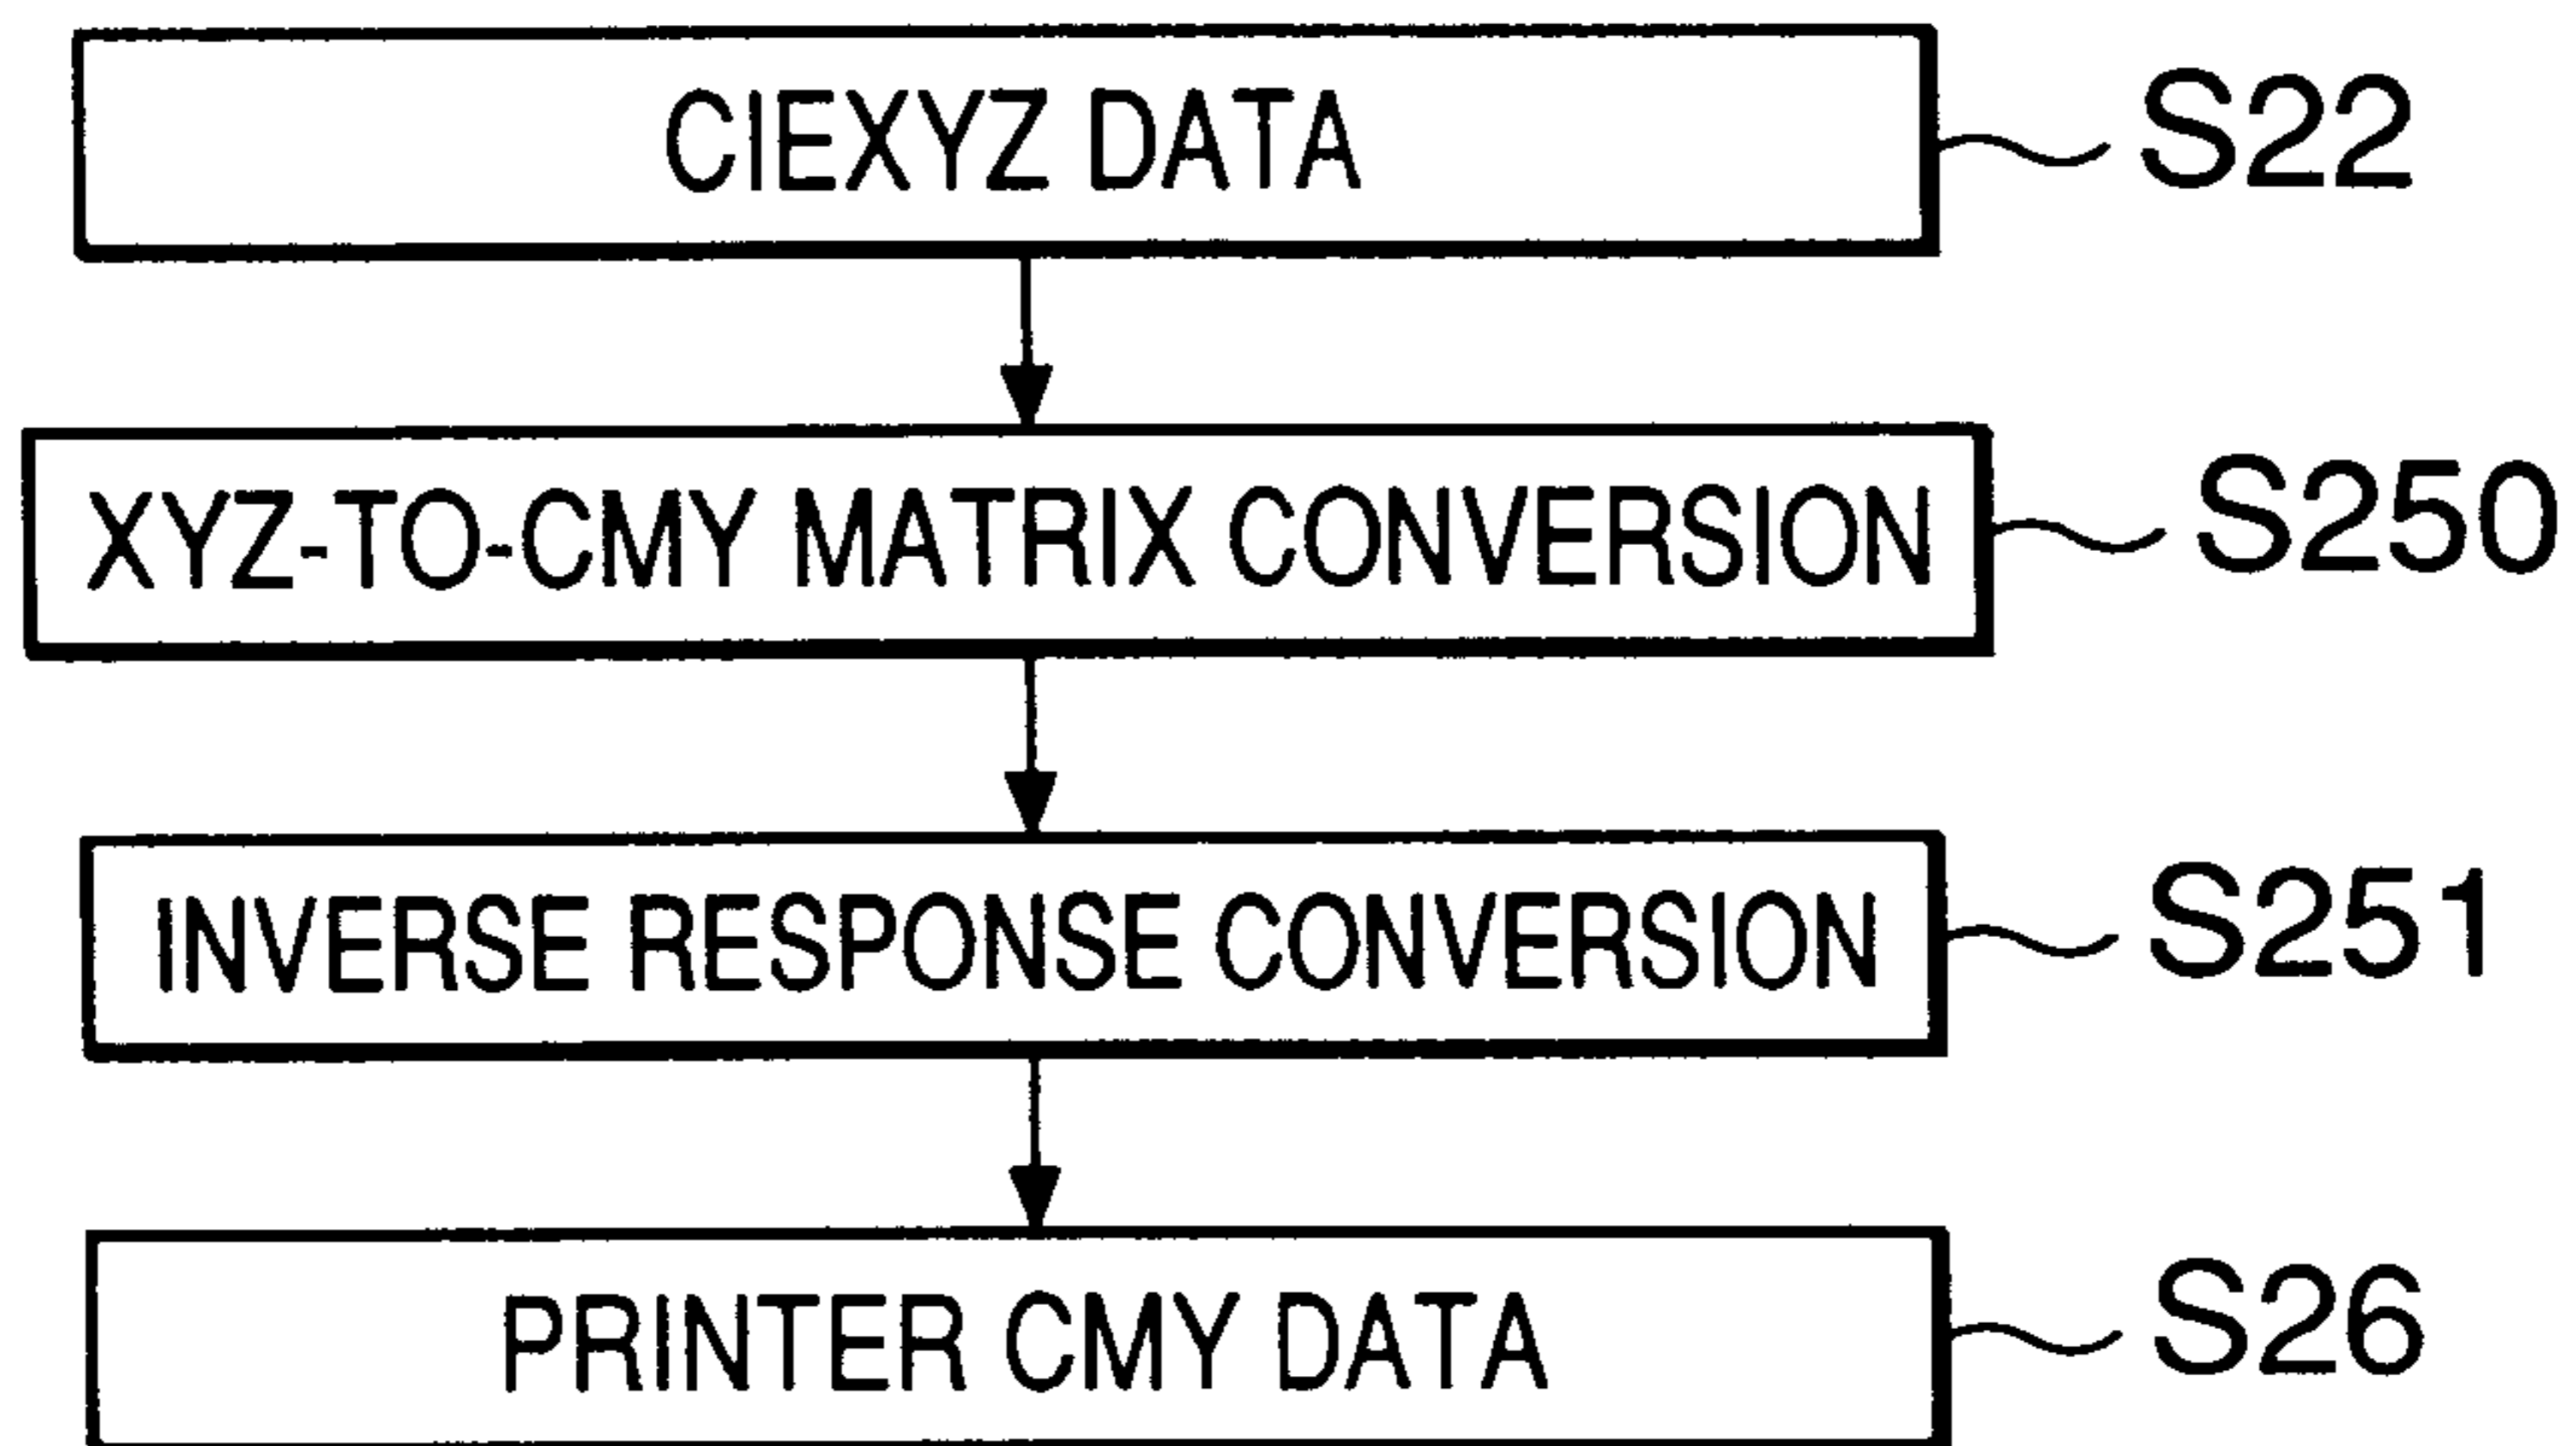 CIEXYZ DATA S22
XYZ-TO-CMY MATRIX CONVERSION S250
INVERSE RESPONSE CONVERSION S251
PRINTER CMY DATA S26